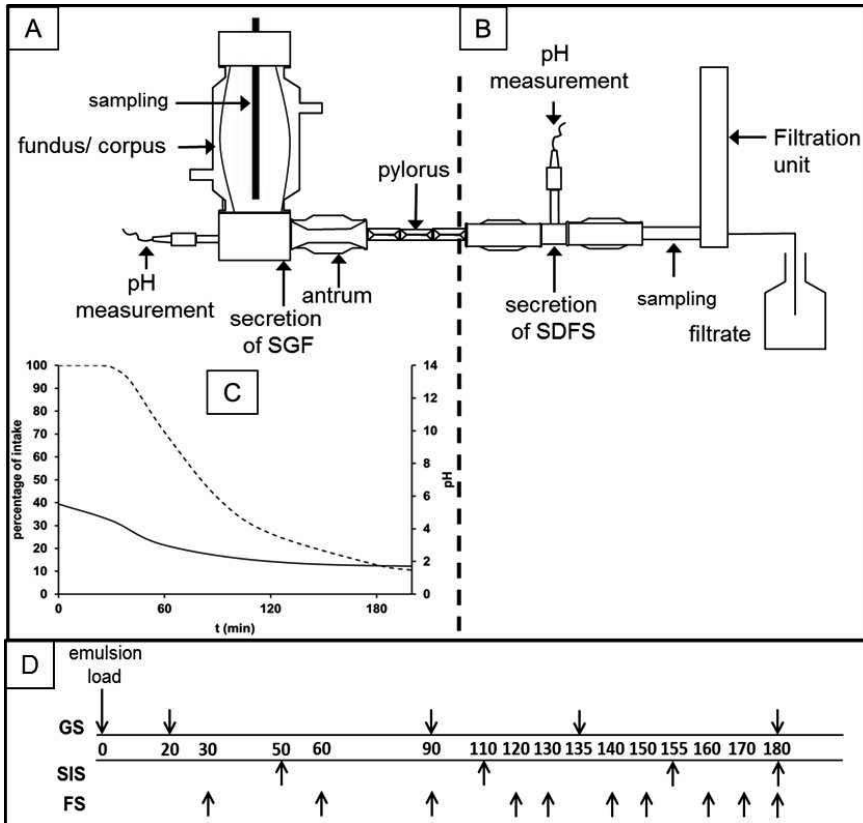 A
B
pH
measurement
sampling
fundus/ corpus
Filtration
unit
pylorus
pH
measurement
secretion
of SGF
antrum
secretion
of SDFS
sampling
filtrate
C
percentage of intake
100
90
80
70
60
50
40
30
20
10
0
14
12
10
8
6
4
2
0
pH
0 60 120 180
t (min)
D
emulsion
load
GS
0 20 30 50 60 90 110 120 130 135 140 150 155 160 170 180
SIS
FS